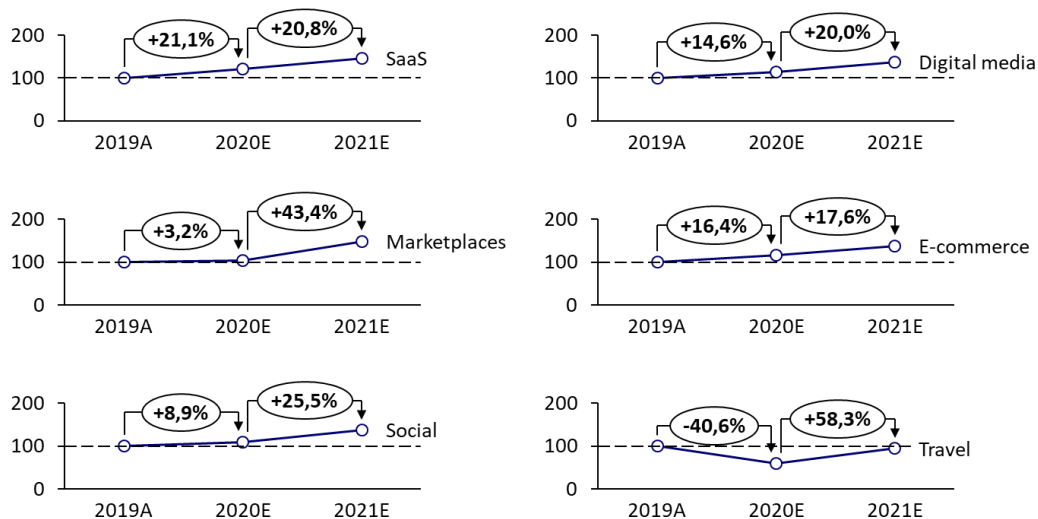 200
100
0
+21,1%
+20,8%
SaaS
2019A 2020E 2021E
200
100
0
+14,6%
+20,0%
Digital media
2019A 2020E 2021E
200
100
0
+3,2%
+43,4%
Marketplaces
2019A 2020E 2021E
200
100
0
+16,4%
+17,6%
E-commerce
2019A 2020E 2021E
200
100
0
+8,9%
+25,5%
Social
2019A 2020E 2021E
200
100
0
-40,6%
+58,3%
Travel
2019A 2020E 2021E